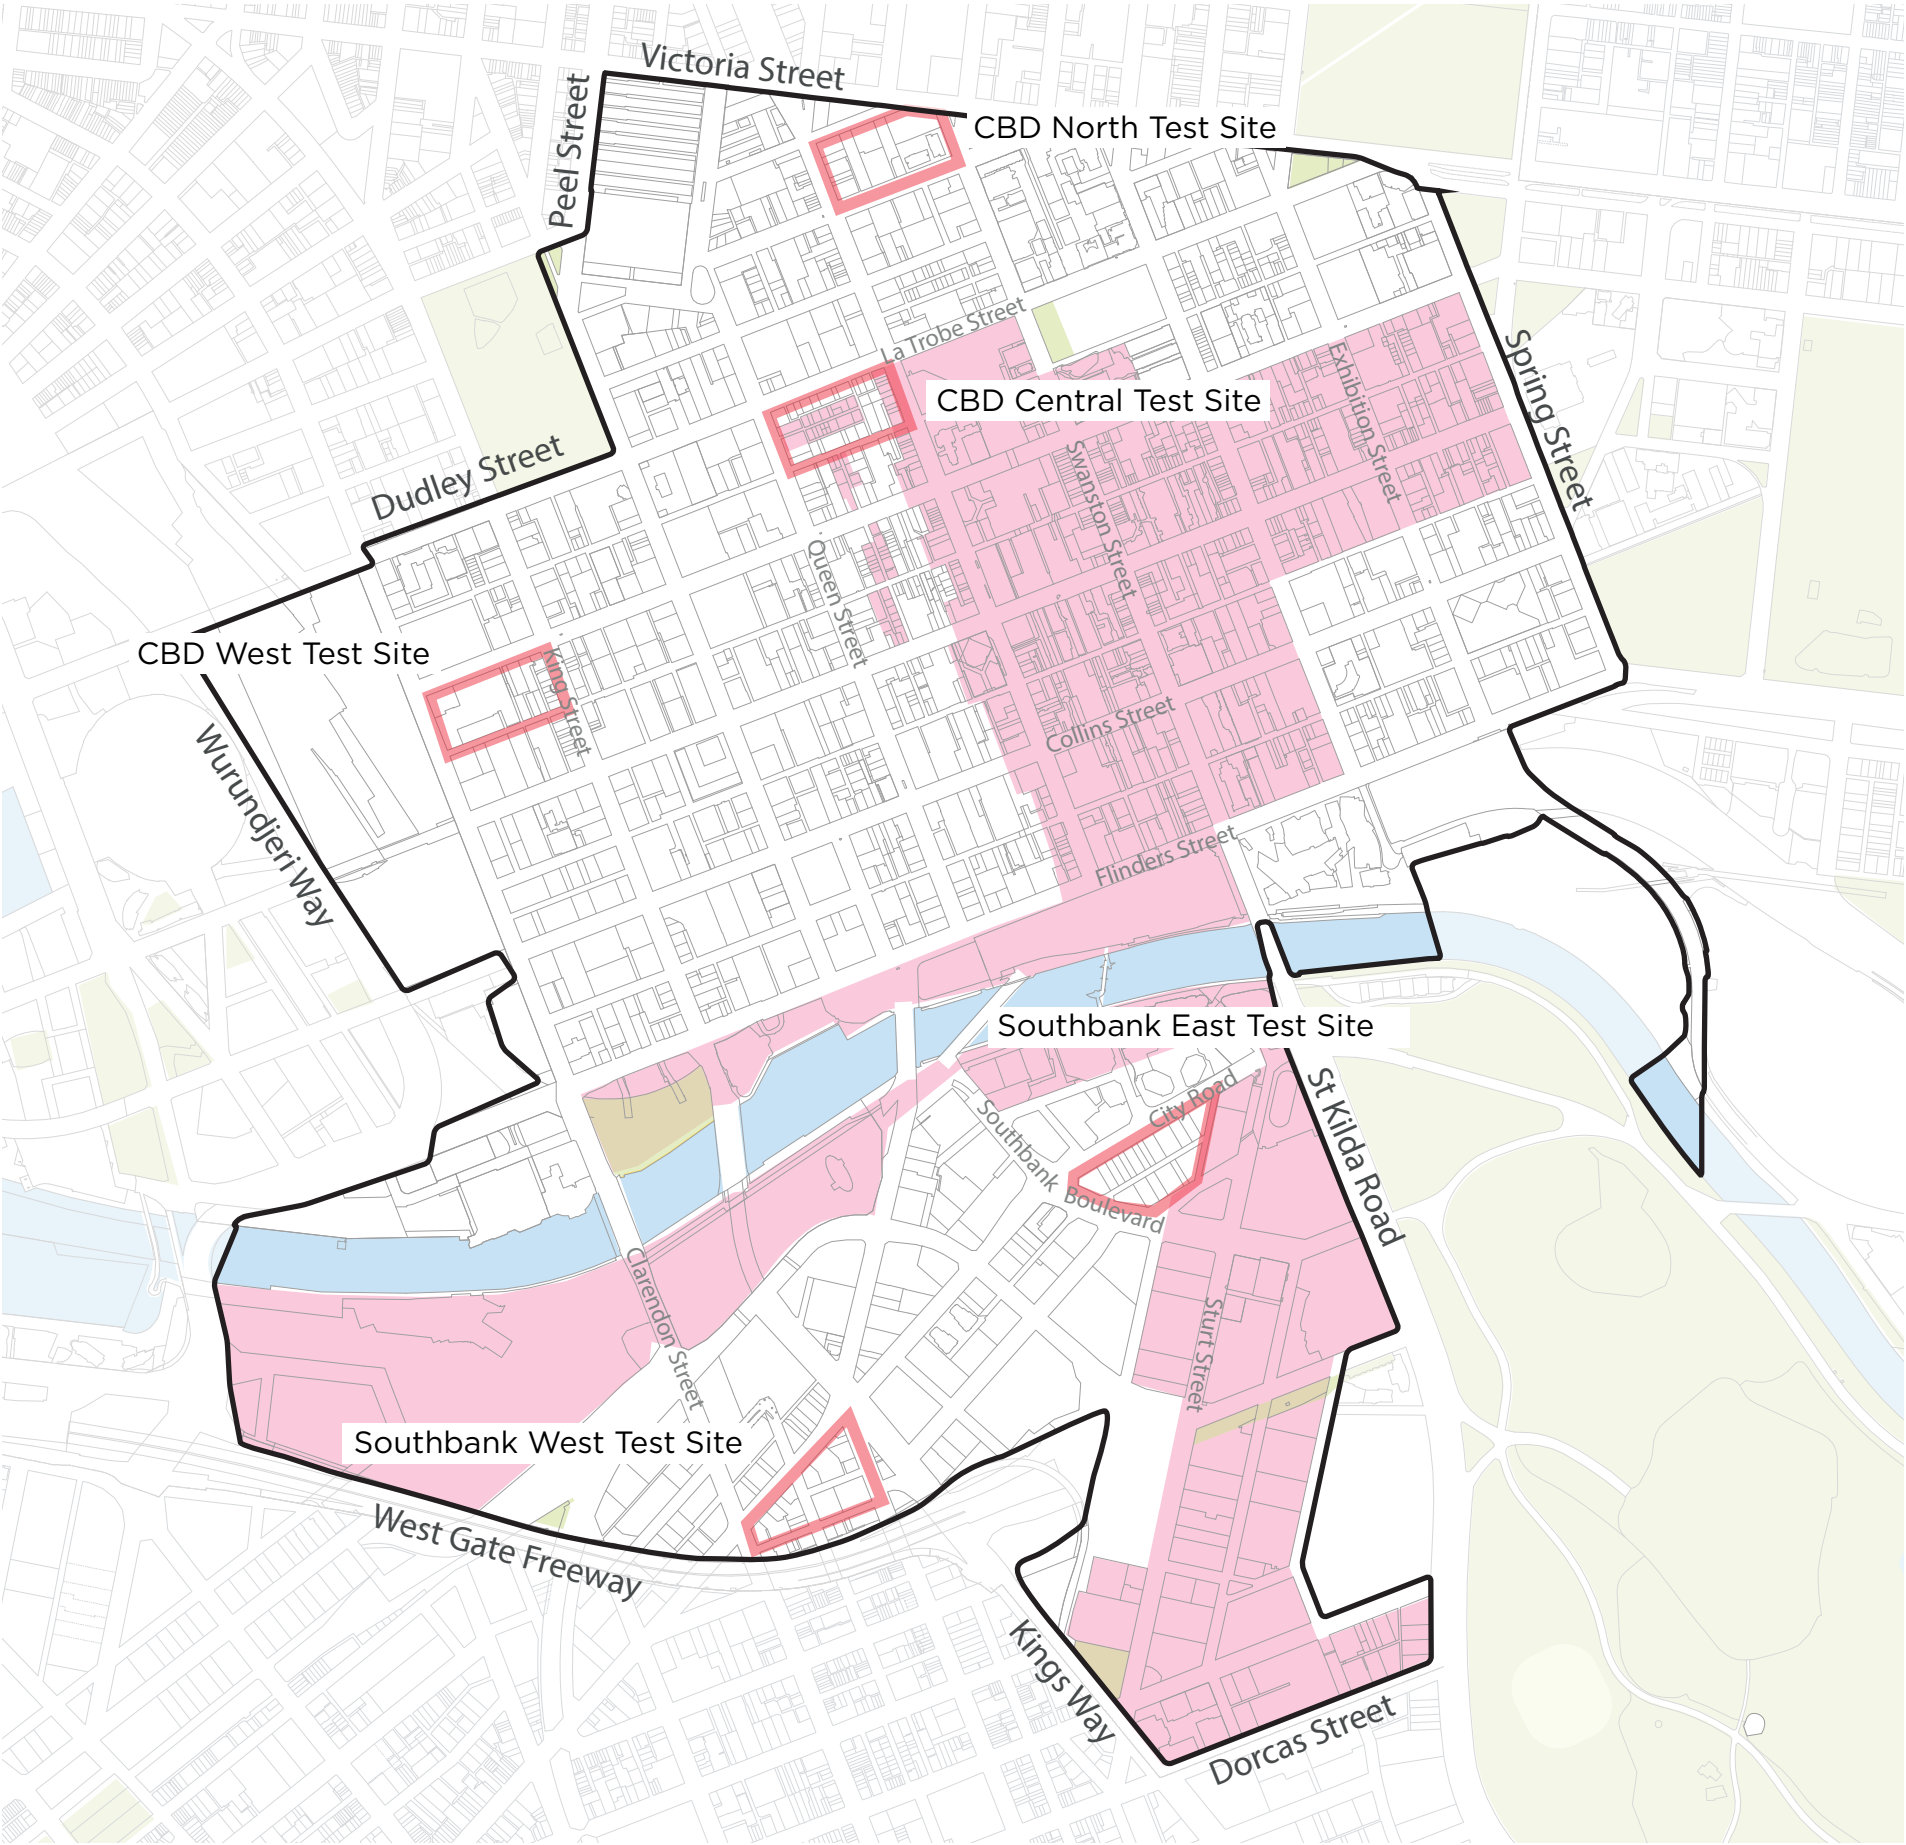 Victoria Street
Peel Street
CBD North Test Site
La Trobe Street
Spring Street
Exhibition Street
CBD Central Test Site
Swanston Street
Dudley Street
Queen Street
CBD West Test Site
King Street
Collins Street
Wurundjeri Way
Flinders Street
Southbank East Test Site
City Road
St Kilda Road
Southbank Boulevard
Clarendon Street
Sturt Street
Southbank West Test Site
West Gate Freeway
Kings Way
Dorcas Street